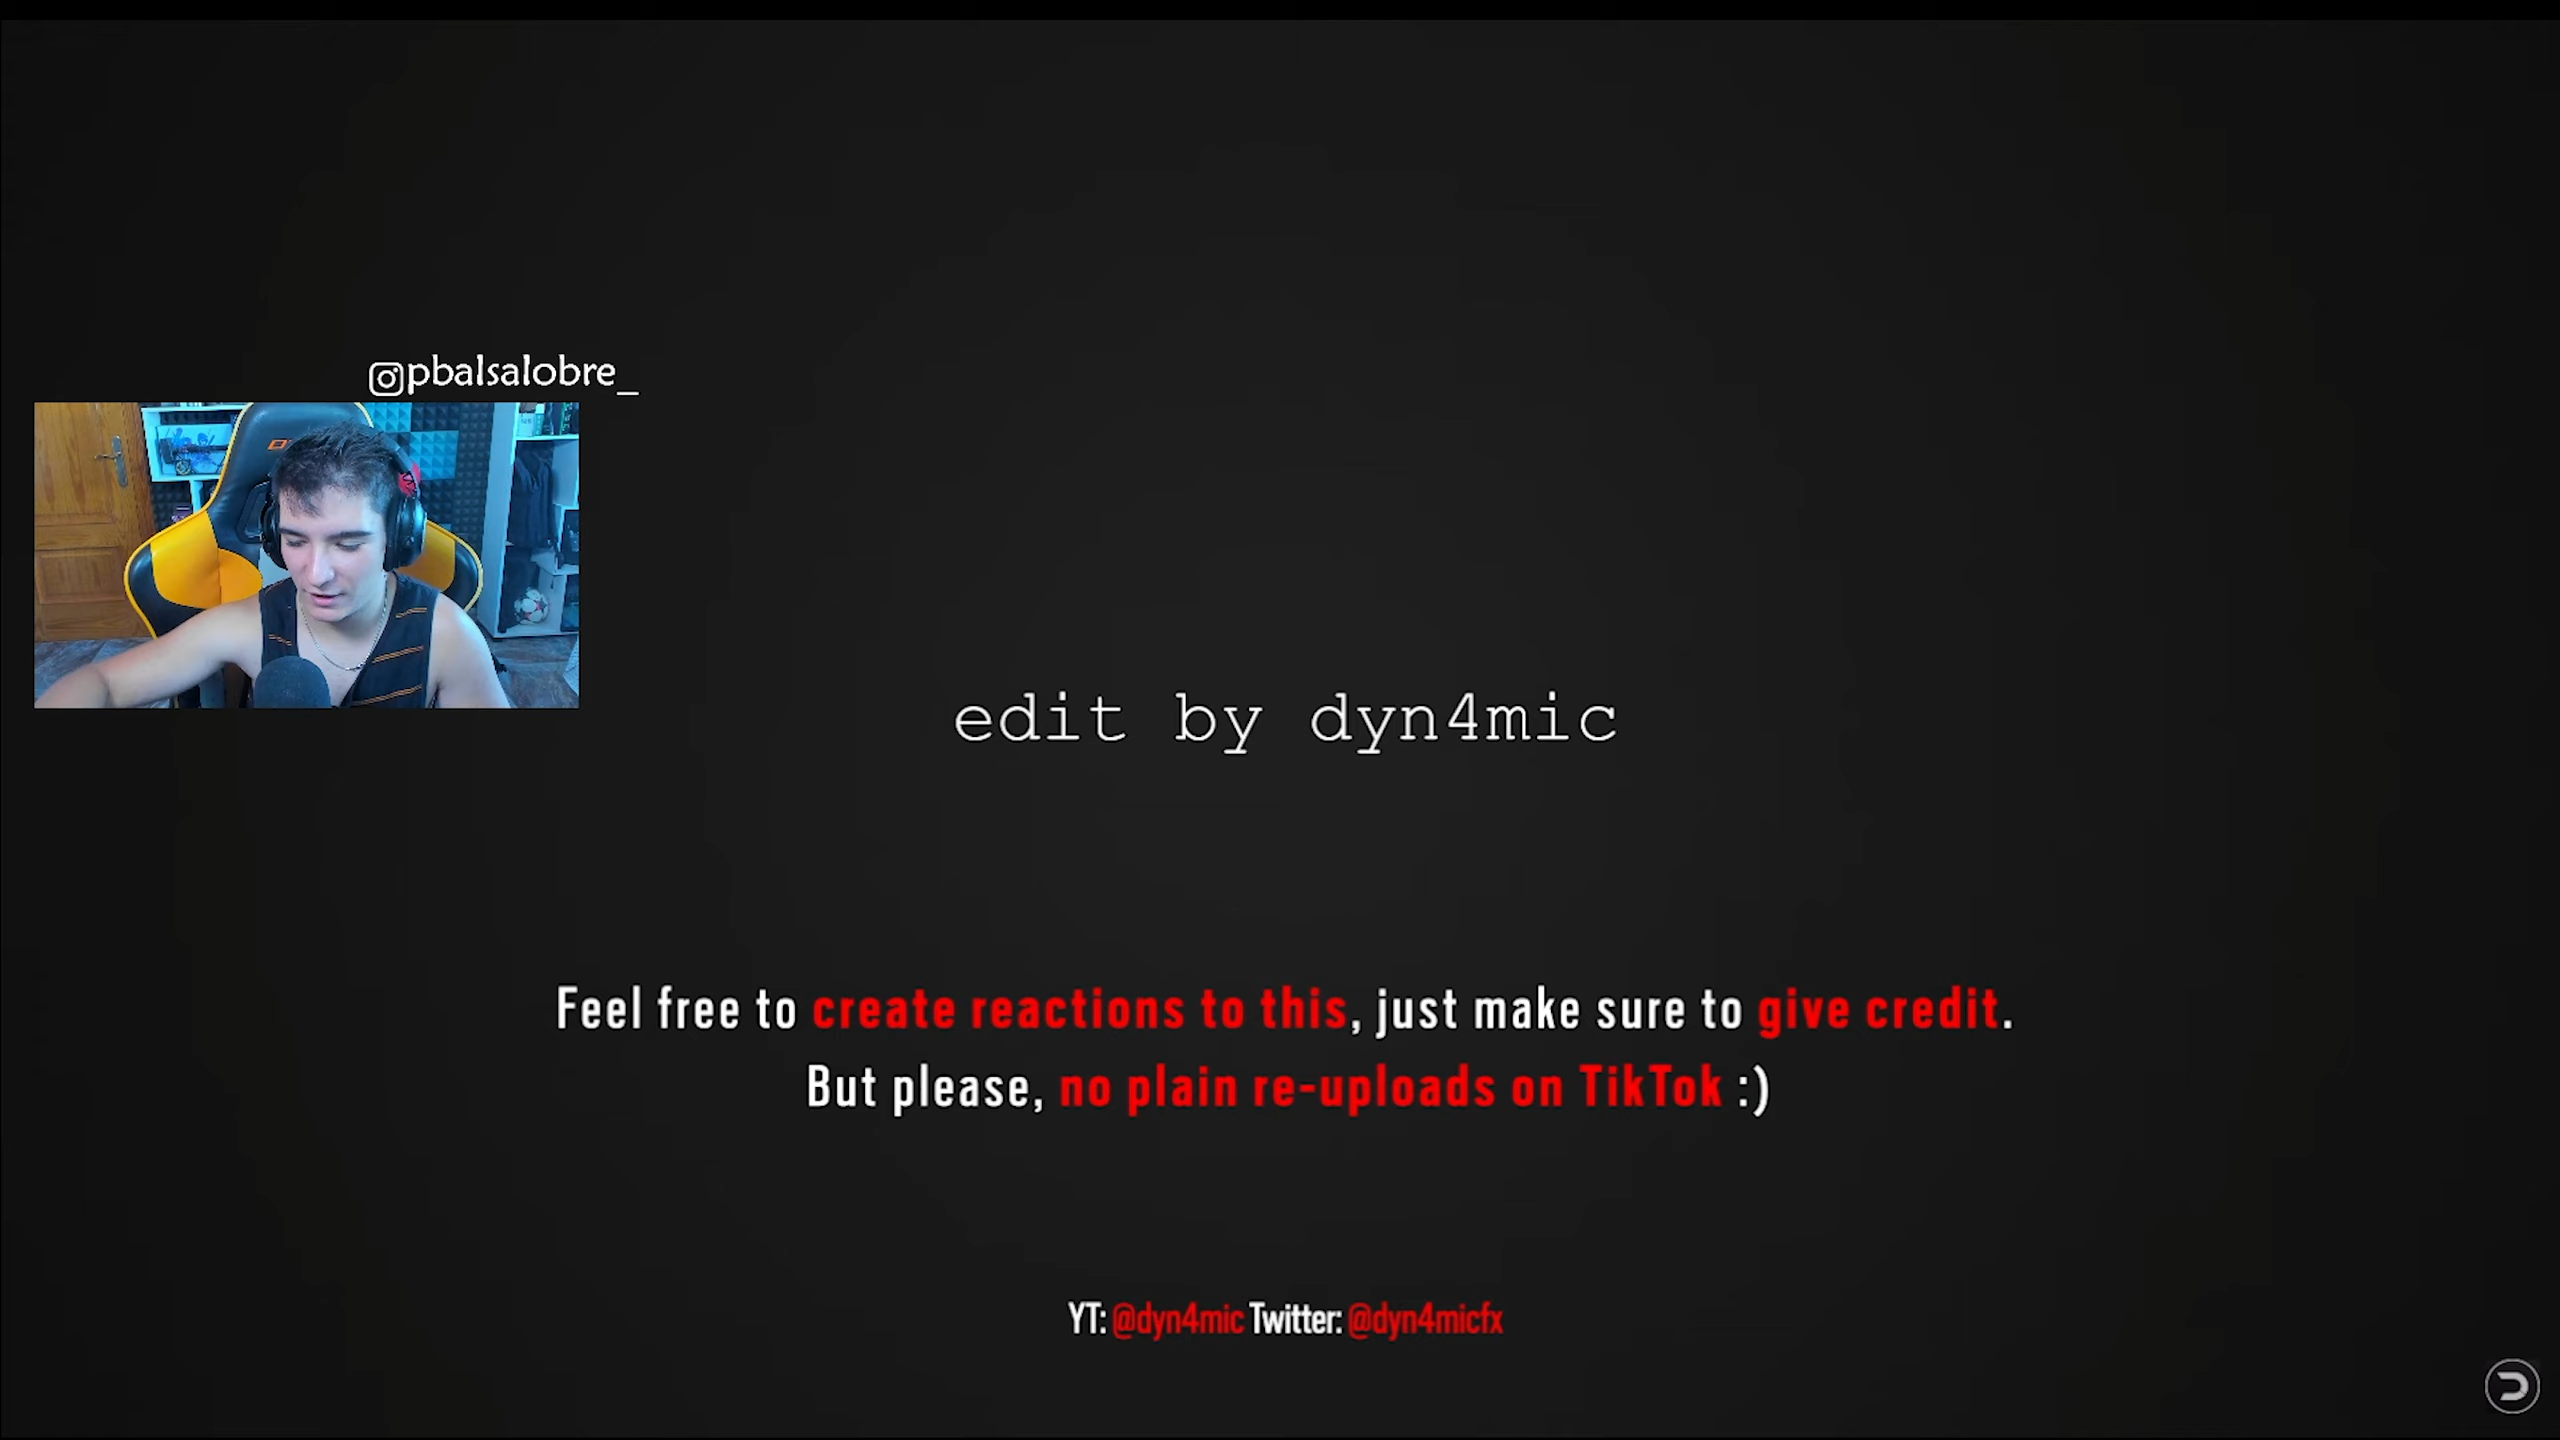 pbalsalobre_
edit by dyn4mic
Feel free to create reactions to this, just make sure to give credit.
But please, no plain re-uploads on TikTok :)
YT: @dyn4mic Twitter: @dyn4micfx